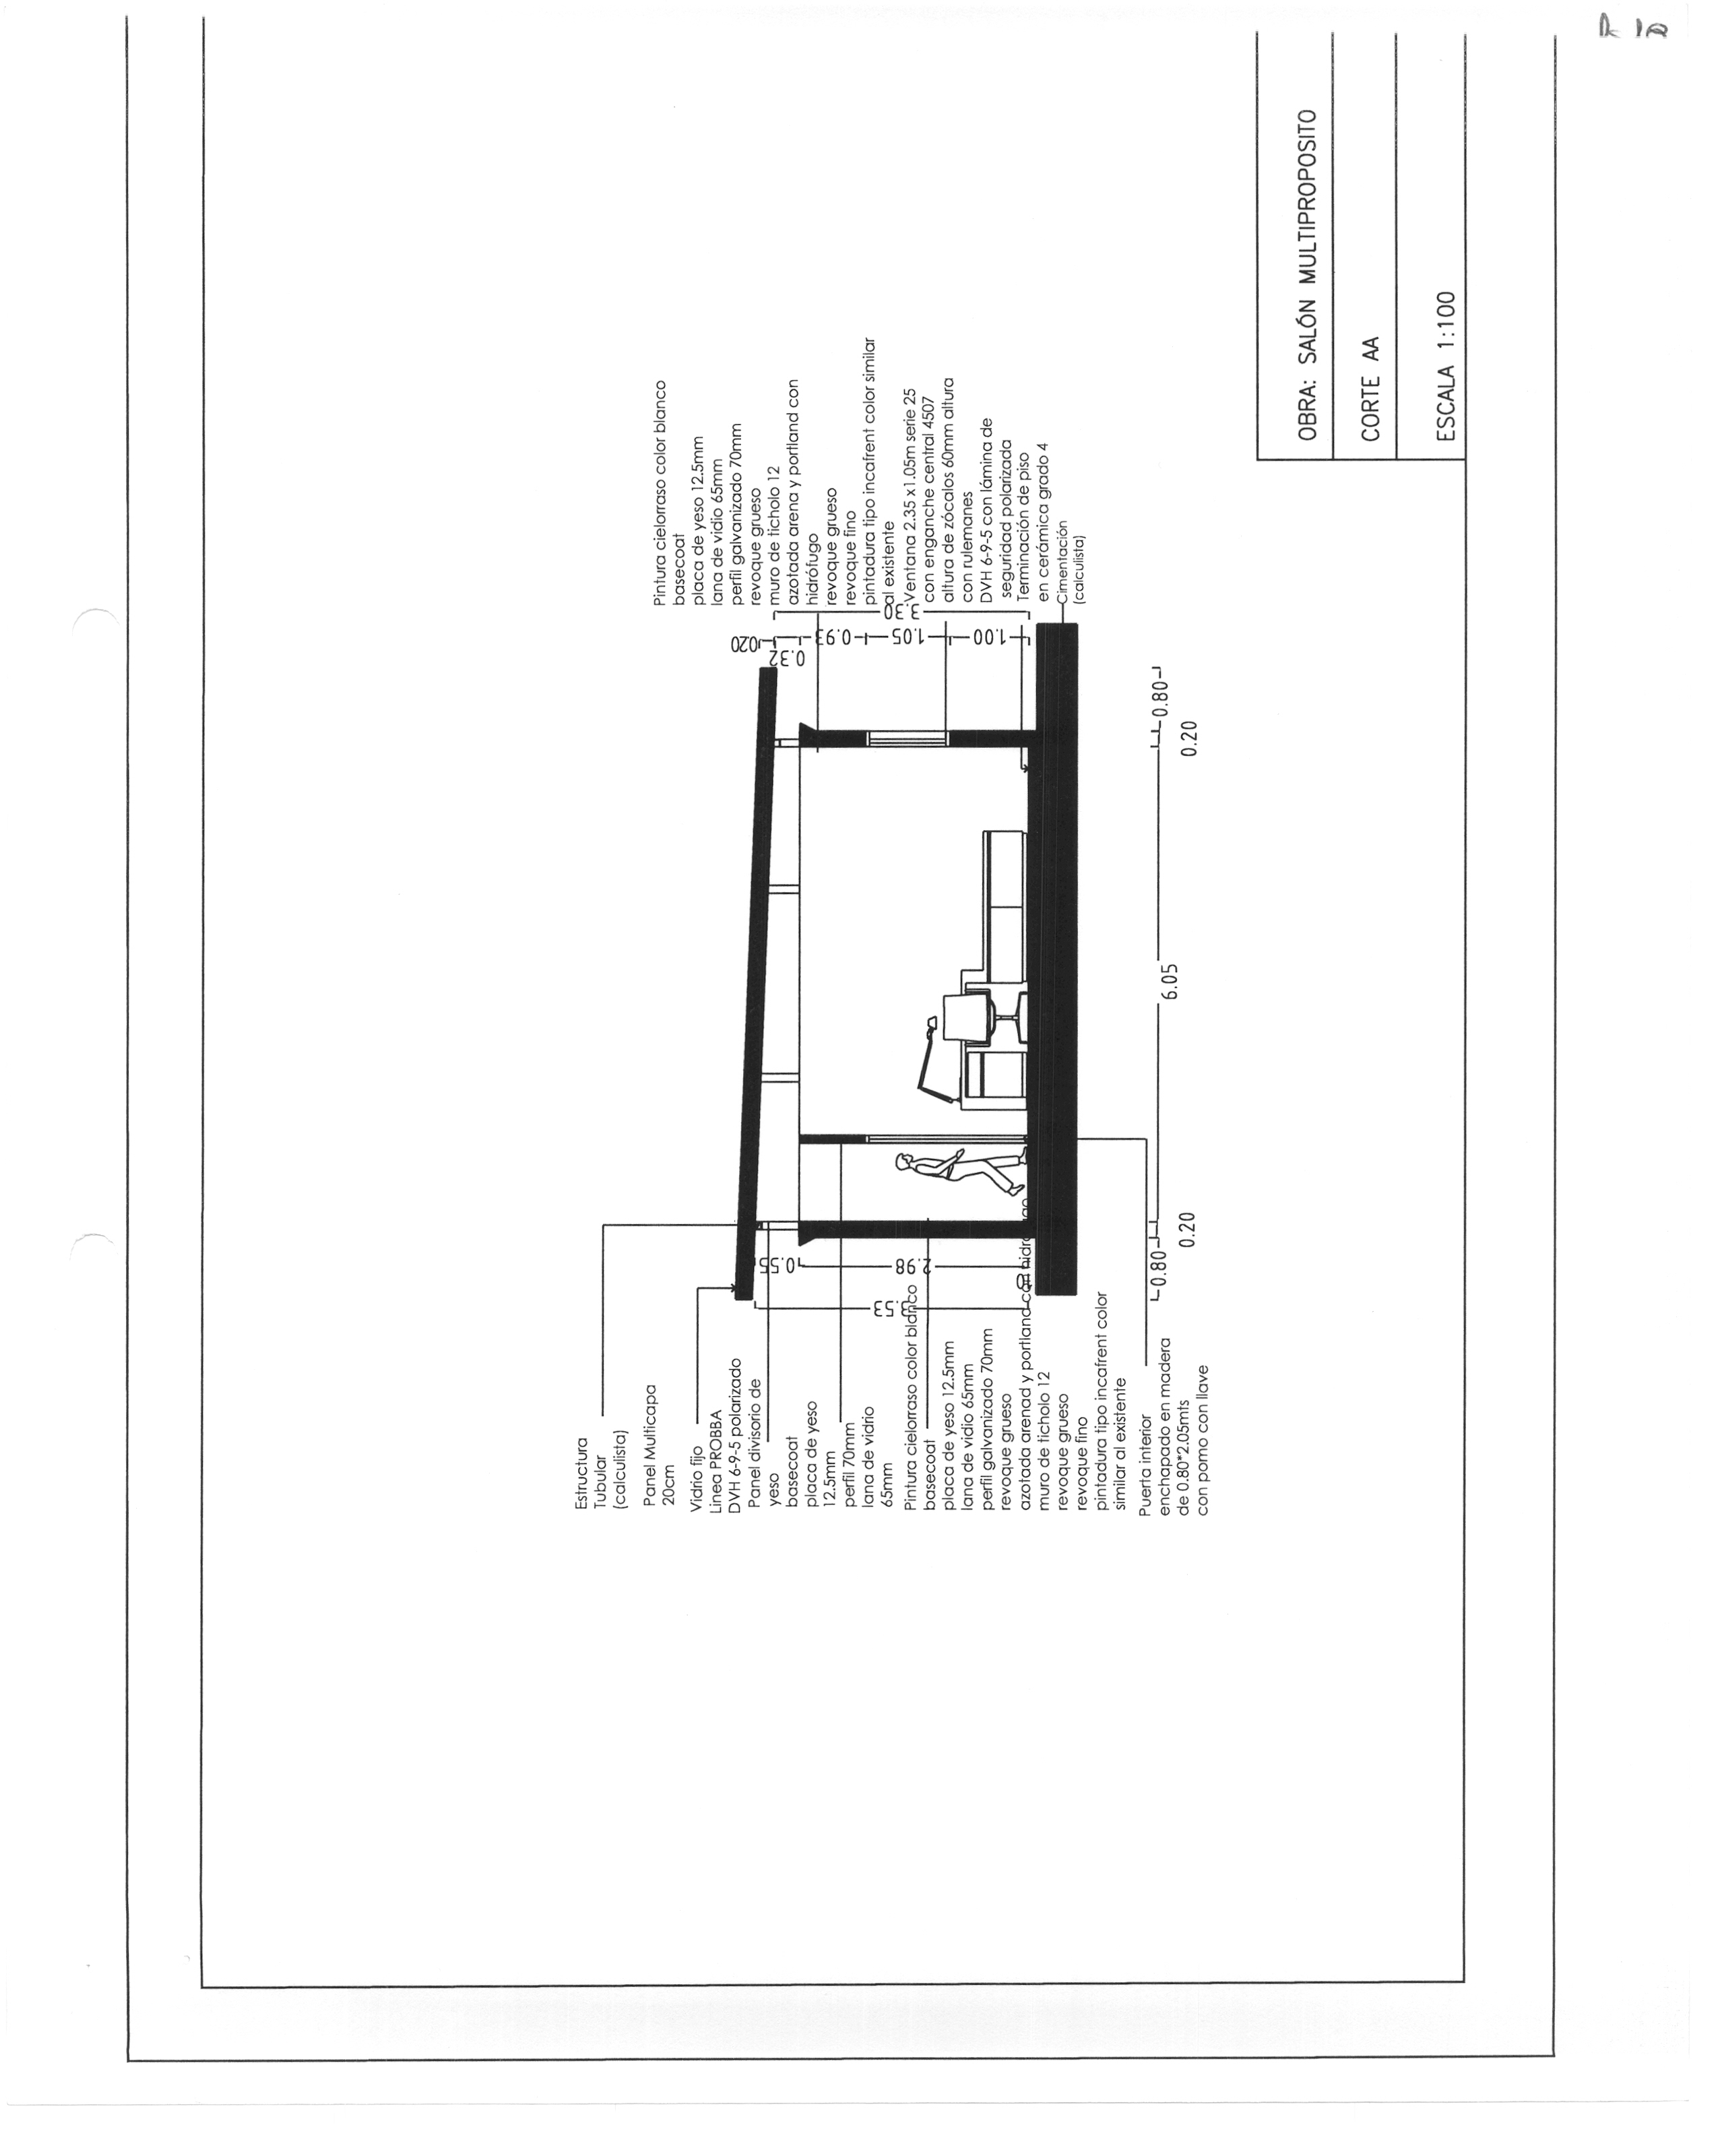 Estructura
Tubular
(calculista)
Panel Multicapa
20cm
Vidrio fijo
Linea PROBBA
DVH 6-9-5 polarizado
Panel divisorio de
yeso
basecoat
placa de yeso
12.5mm
perfil 70mm
lana de vidrio
65mm
Pintura cielorraso color blanco
basecoat
placa de yeso 12.5mm
lana de vidio 65mm
perfil galvanizado 70mm
revoque grueso
azotada arenad y portland con
muro de ticholo 12
revoque grueso
revoque fino
pintadura tipo incafrent color
similar al existente
Puerta interior
enchapado en madera
de 0.80*2.05mts
con pomo con llave
3.53
0.55
2.98
0.80
0.20
6.05
0.20
0.80
020
0.32
0.93
1.05
1.00
3.30
Pintura cielorraso color blanco
basecoat
placa de yeso 12.5mm
lana de vidio 65mm
perfil galvanizado 70mm
revoque grueso
muro de ticholo 12
azotada arena y portland con
hidrófugo
revoque grueso
revoque fino
pintadura tipo incafrent color similar
al existente
Ventana 2.35 x1.05m serie 25
con enganche central 4507
altura de zócalos 60mm altura
con rulemanes
DVH 6-9-5 con lámina de
seguridad polarizada
Terminación de piso
en cerámica grado 4
Cimentación
(calculista)
OBRA: SALÓN MULTIPROPOSITO
CORTE AA
ESCALA 1:100